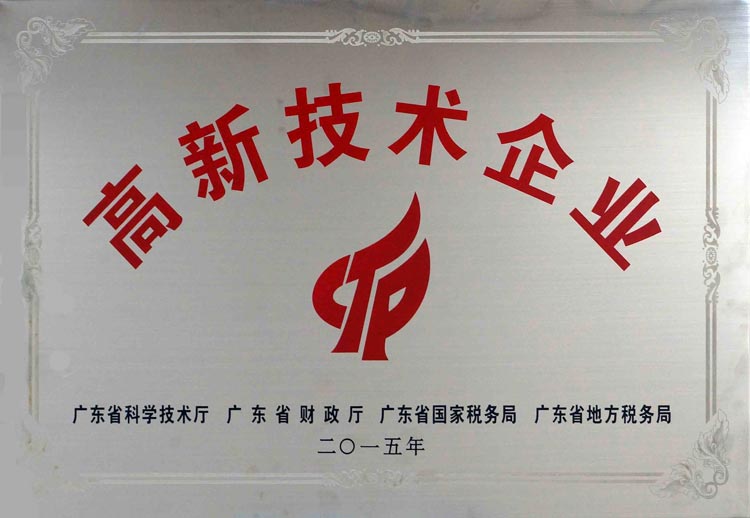 高新技术企业
广东省科学技术厅 广东省财政厅 广东省国家税务局 广东省地方税务局
二〇一五年